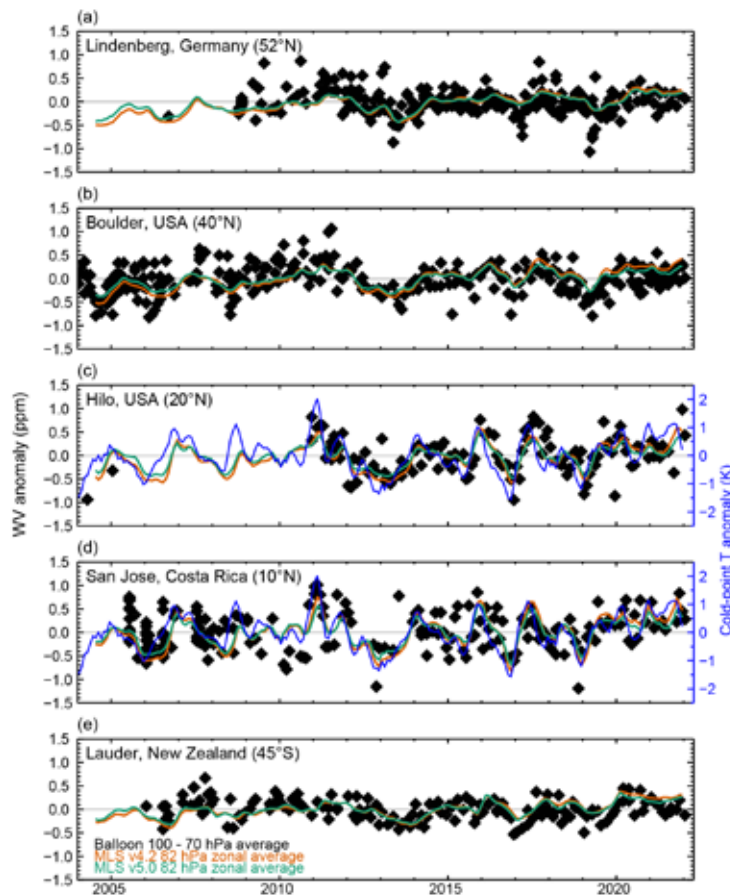 (a)
Lindenberg, Germany (52°N)
1.5
1.0
0.5
0.0
−0.5
−1.0
−1.5
(b)
Boulder, USA (40°N)
1.5
1.0
0.5
0.0
−0.5
−1.0
−1.5
(c)
Hilo, USA (20°N)
1.5
1.0
0.5
0.0
−0.5
−1.0
−1.5
2
1
0
−1
−2
(d)
San Jose, Costa Rica (10°N)
1.5
1.0
0.5
0.0
−0.5
−1.0
−1.5
2
1
0
−1
−2
WV anomaly (ppm)
Cold-point T anomaly (K)
(e)
Lauder, New Zealand (45°S)
1.5
1.0
0.5
0.0
−0.5
−1.0
−1.5
Balloon 100 - 70 hPa average
MLS v4.2 82 hPa zonal average
MLS v5.0 82 hPa zonal average
2005 2010 2015 2020